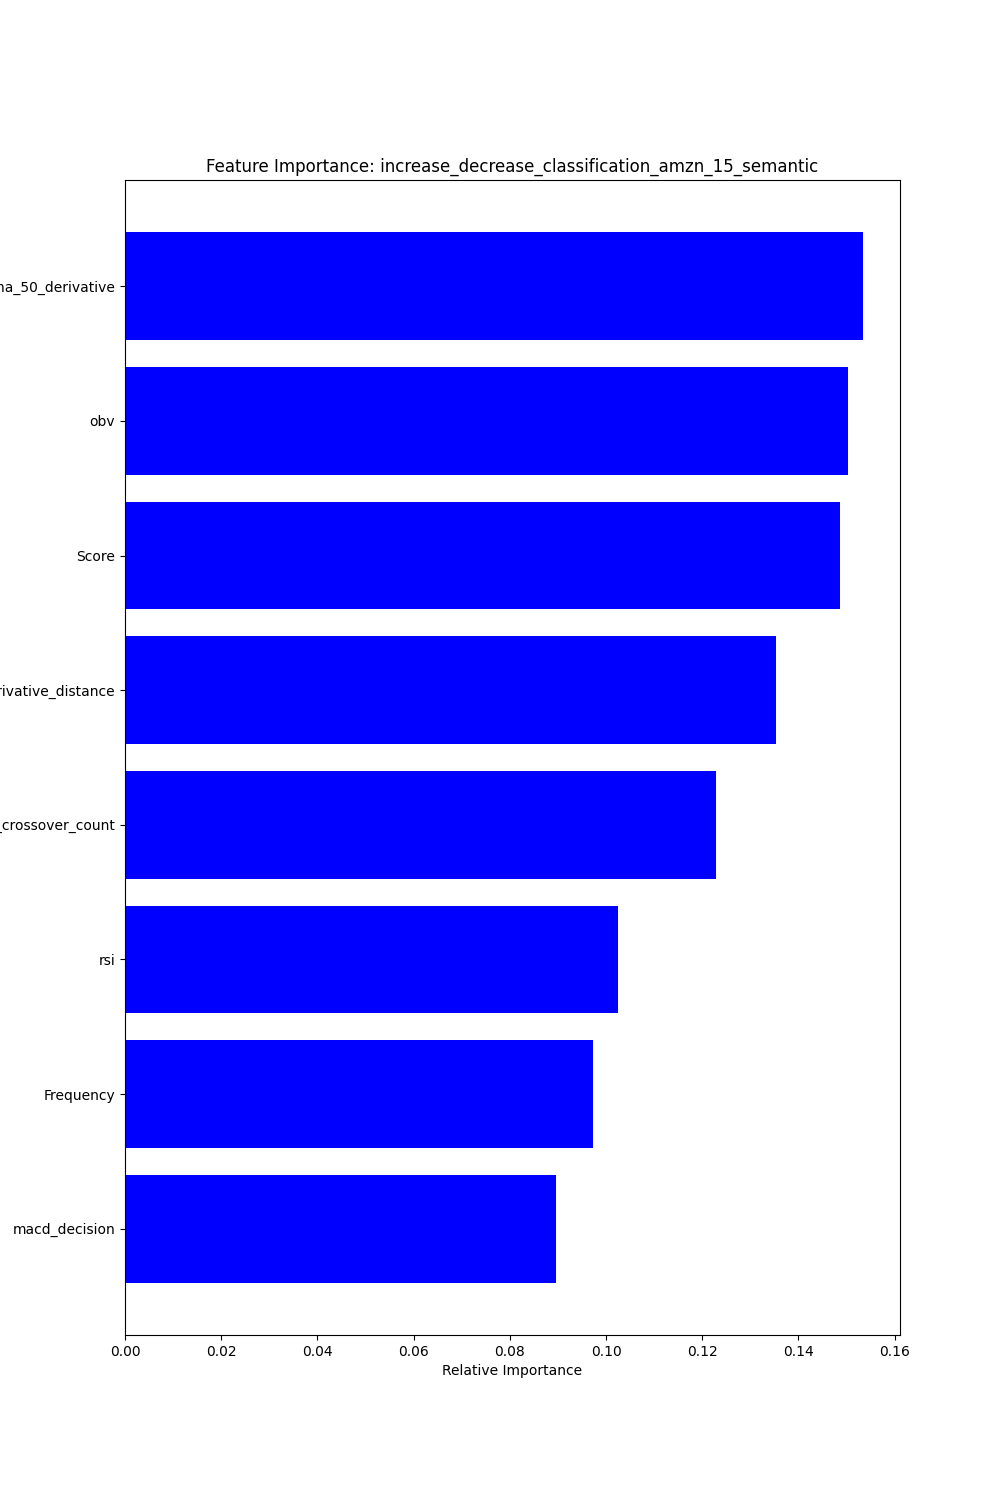 Feature Importance: increase_decrease_classification_amzn_15_semantic
na_50_derivative
obv
Score
rivative_distance
_crossover_count
rsi
Frequency
macd_decision
0.00 0.02 0.04 0.06 0.08 0.10 0.12 0.14 0.16
Relative Importance